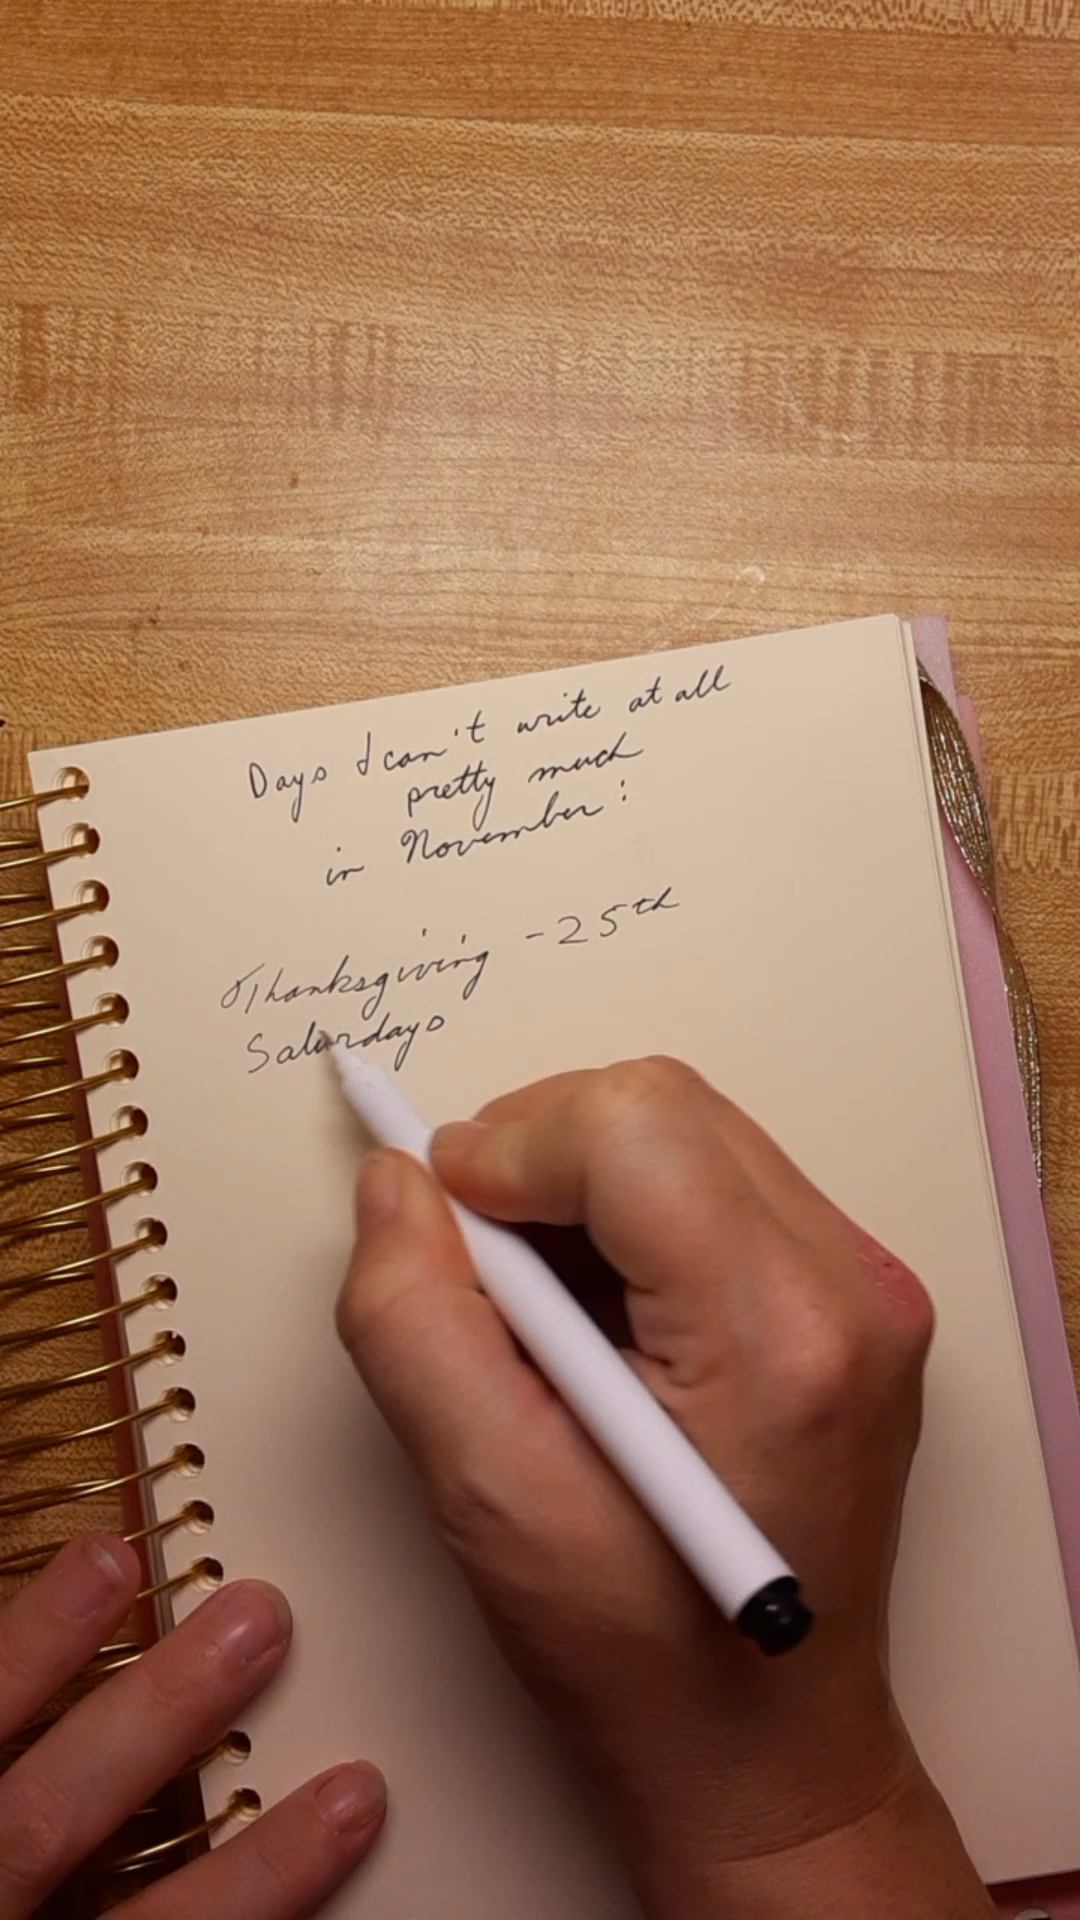 Days I can't write at all
pretty much
in November:
Thanksgiving - 25th
Saturdays